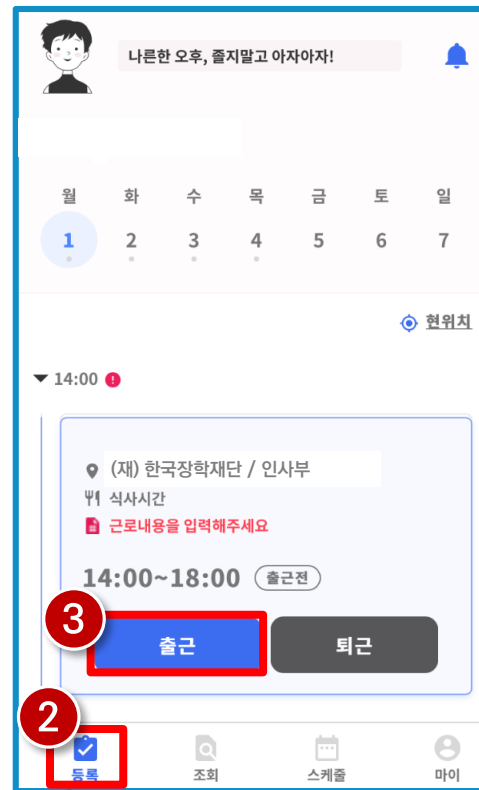 나른한 오후, 졸지말고 아자아자!
월 화 수 목 금 토 일
1 2 3 4 5 6 7
현위치
14:00 !
(재) 한국장학재단 / 인사부
식사시간
근로내용을 입력해주세요
14:00~18:00 출근전
3
출근 퇴근
2
등록 조회 스케줄 마이